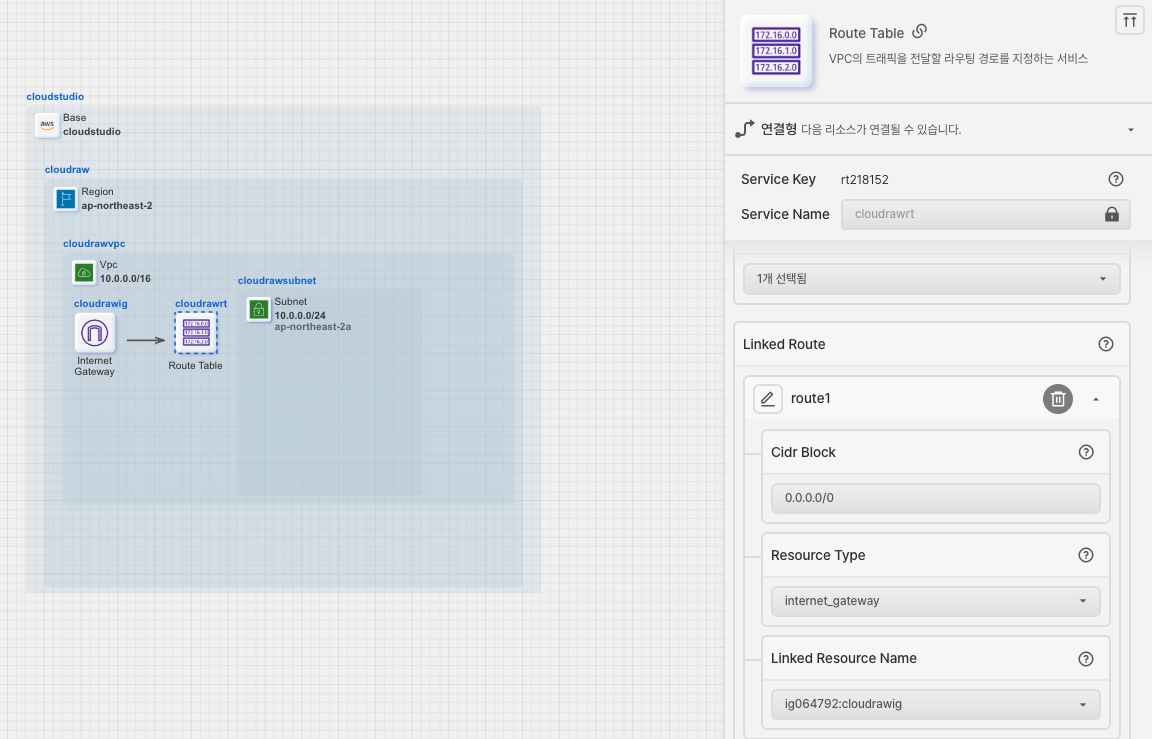 cloudstudio
aws
Base
cloudstudio
cloudraw
Region
ap-northeast-2
cloudrawvpc
Vpc
10.0.0.0/16
cloudrawsubnet
Subnet
10.0.0.0/24
ap-northeast-2a
cloudrawig
Internet
Gateway
cloudrawrt
172.16.0.0
172.16.1.0
172.16.2.0
Route Table
172.16.0.0
172.16.1.0
172.16.2.0
Route Table
VPC의 트래픽을 전달할 라우팅 경로를 지정하는 서비스
연결형 다음 리소스가 연결될 수 있습니다.
Service Key rt218152
Service Name cloudrawrt
1개 선택됨
Linked Route
route1
Cidr Block
0.0.0.0/0
Resource Type
internet_gateway
Linked Resource Name
ig064792:cloudrawig